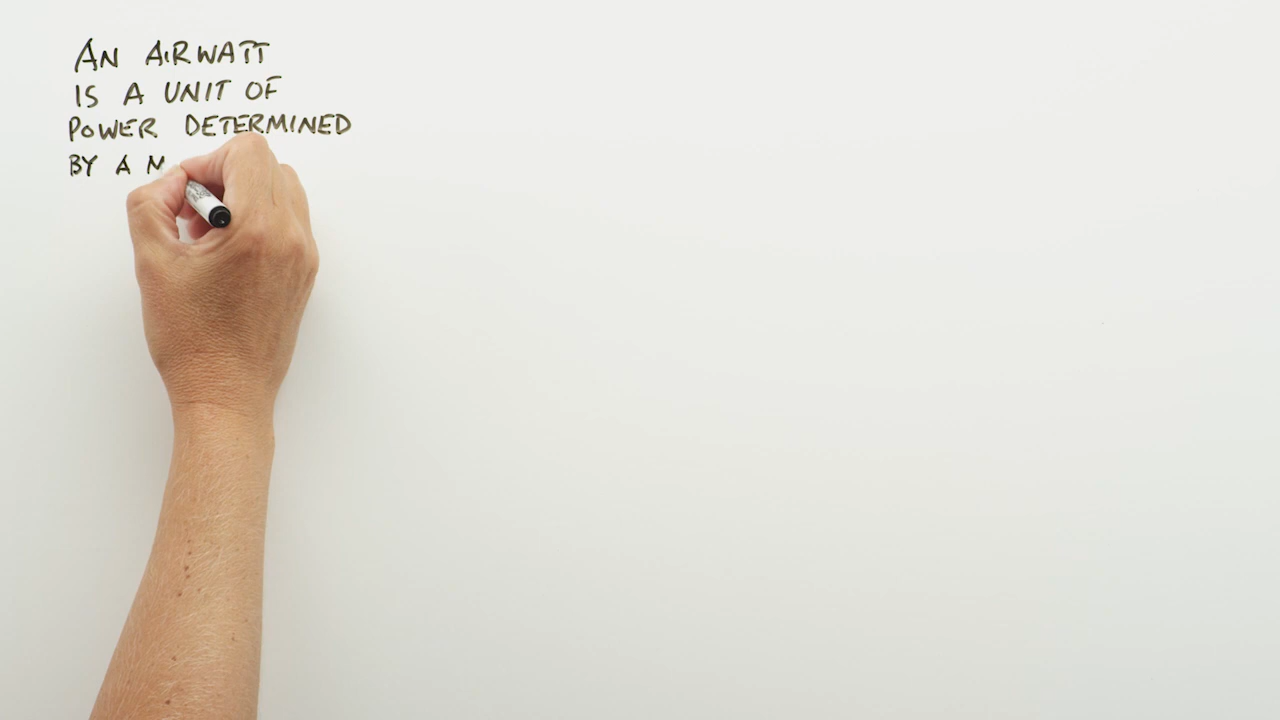 AN AIRWATT
IS A UNIT OF
POWER DETERMINED
BY A M